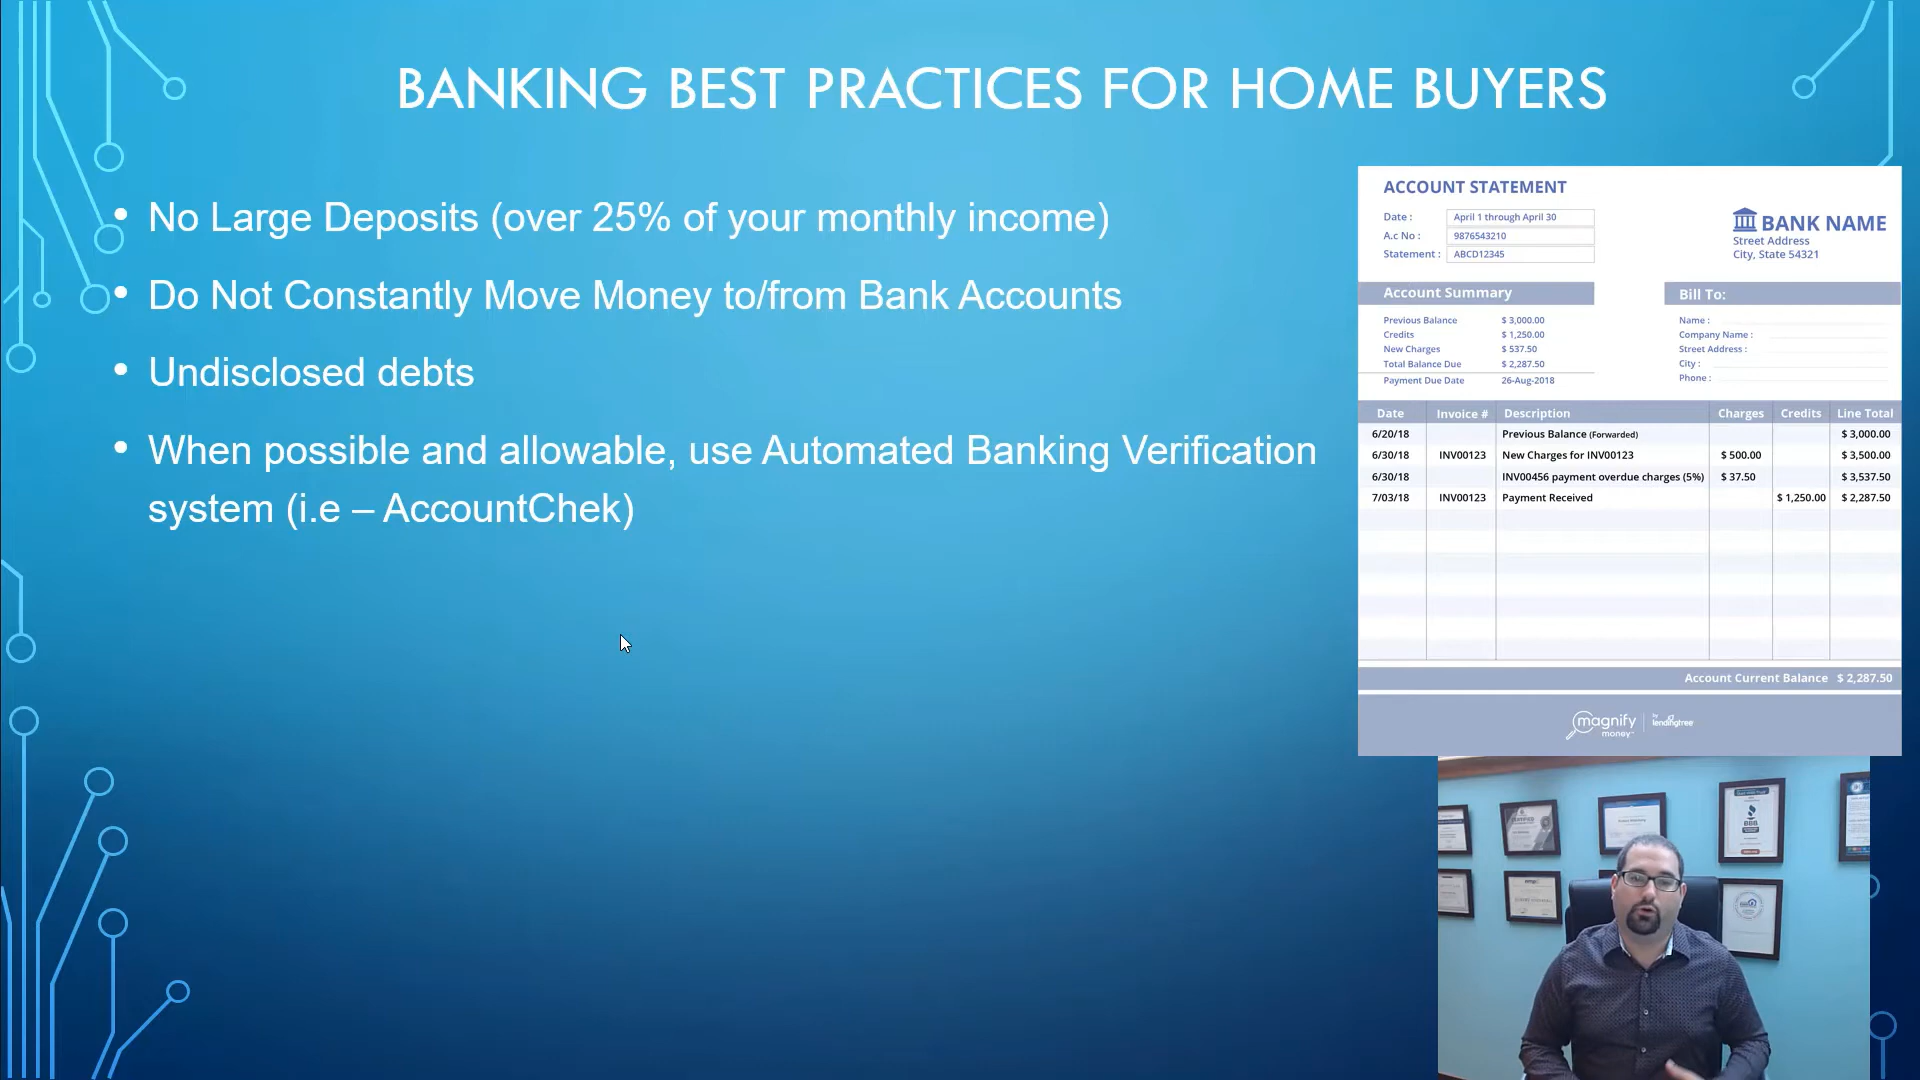 BANKING BEST PRACTICES FOR HOME BUYERS
• No Large Deposits (over 25% of your monthly income)
• Do Not Constantly Move Money to/from Bank Accounts
• Undisclosed debts
• When possible and allowable, use Automated Banking Verification
system (i.e – AccountChek)
ACCOUNT STATEMENT
Date : April 1 through April 30
A.c No : 9876543210
Statement : ABCD12345
BANK NAME
Street Address
City, State 54321
Account Summary
Previous Balance $ 3,000.00
Credits $ 1,250.00
New Charges $ 537.50
Total Balance Due $ 2,287.50
Payment Due Date 26-Aug-2018
Bill To:
Name :
Company Name :
Street Address :
City :
Phone :
Date Invoice # Description Charges Credits Line Total
6/20/18 Previous Balance (Forwarded) $ 3,000.00
6/30/18 INV00123 New Charges for INV00123 $ 500.00 $ 3,500.00
6/30/18 INV00456 payment overdue charges (5%) $ 37.50 $ 3,537.50
7/03/18 INV00123 Payment Received $ 1,250.00 $ 2,287.50
Account Current Balance $ 2,287.50
magnify money by lendingtree
BBB